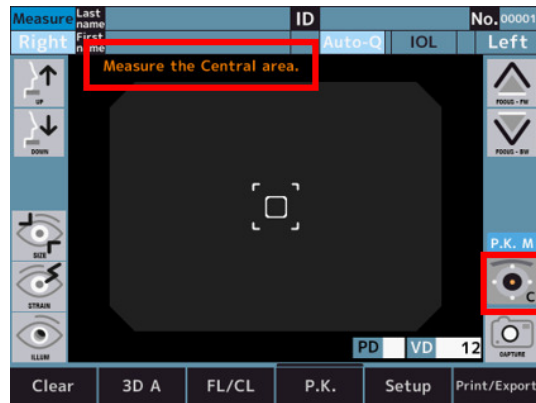 Measure Last name ID No. 00001
Right First name Auto-Q IOL Left
Measure the Central area.
UP
FOCUS - FW
DOWN
FOCUS - BW
SIZE
P.K. M
STRAIN
C
ILLUM
PD VD 12
CAPTURE
Clear 3D A FL/CL P.K. Setup Print/Export